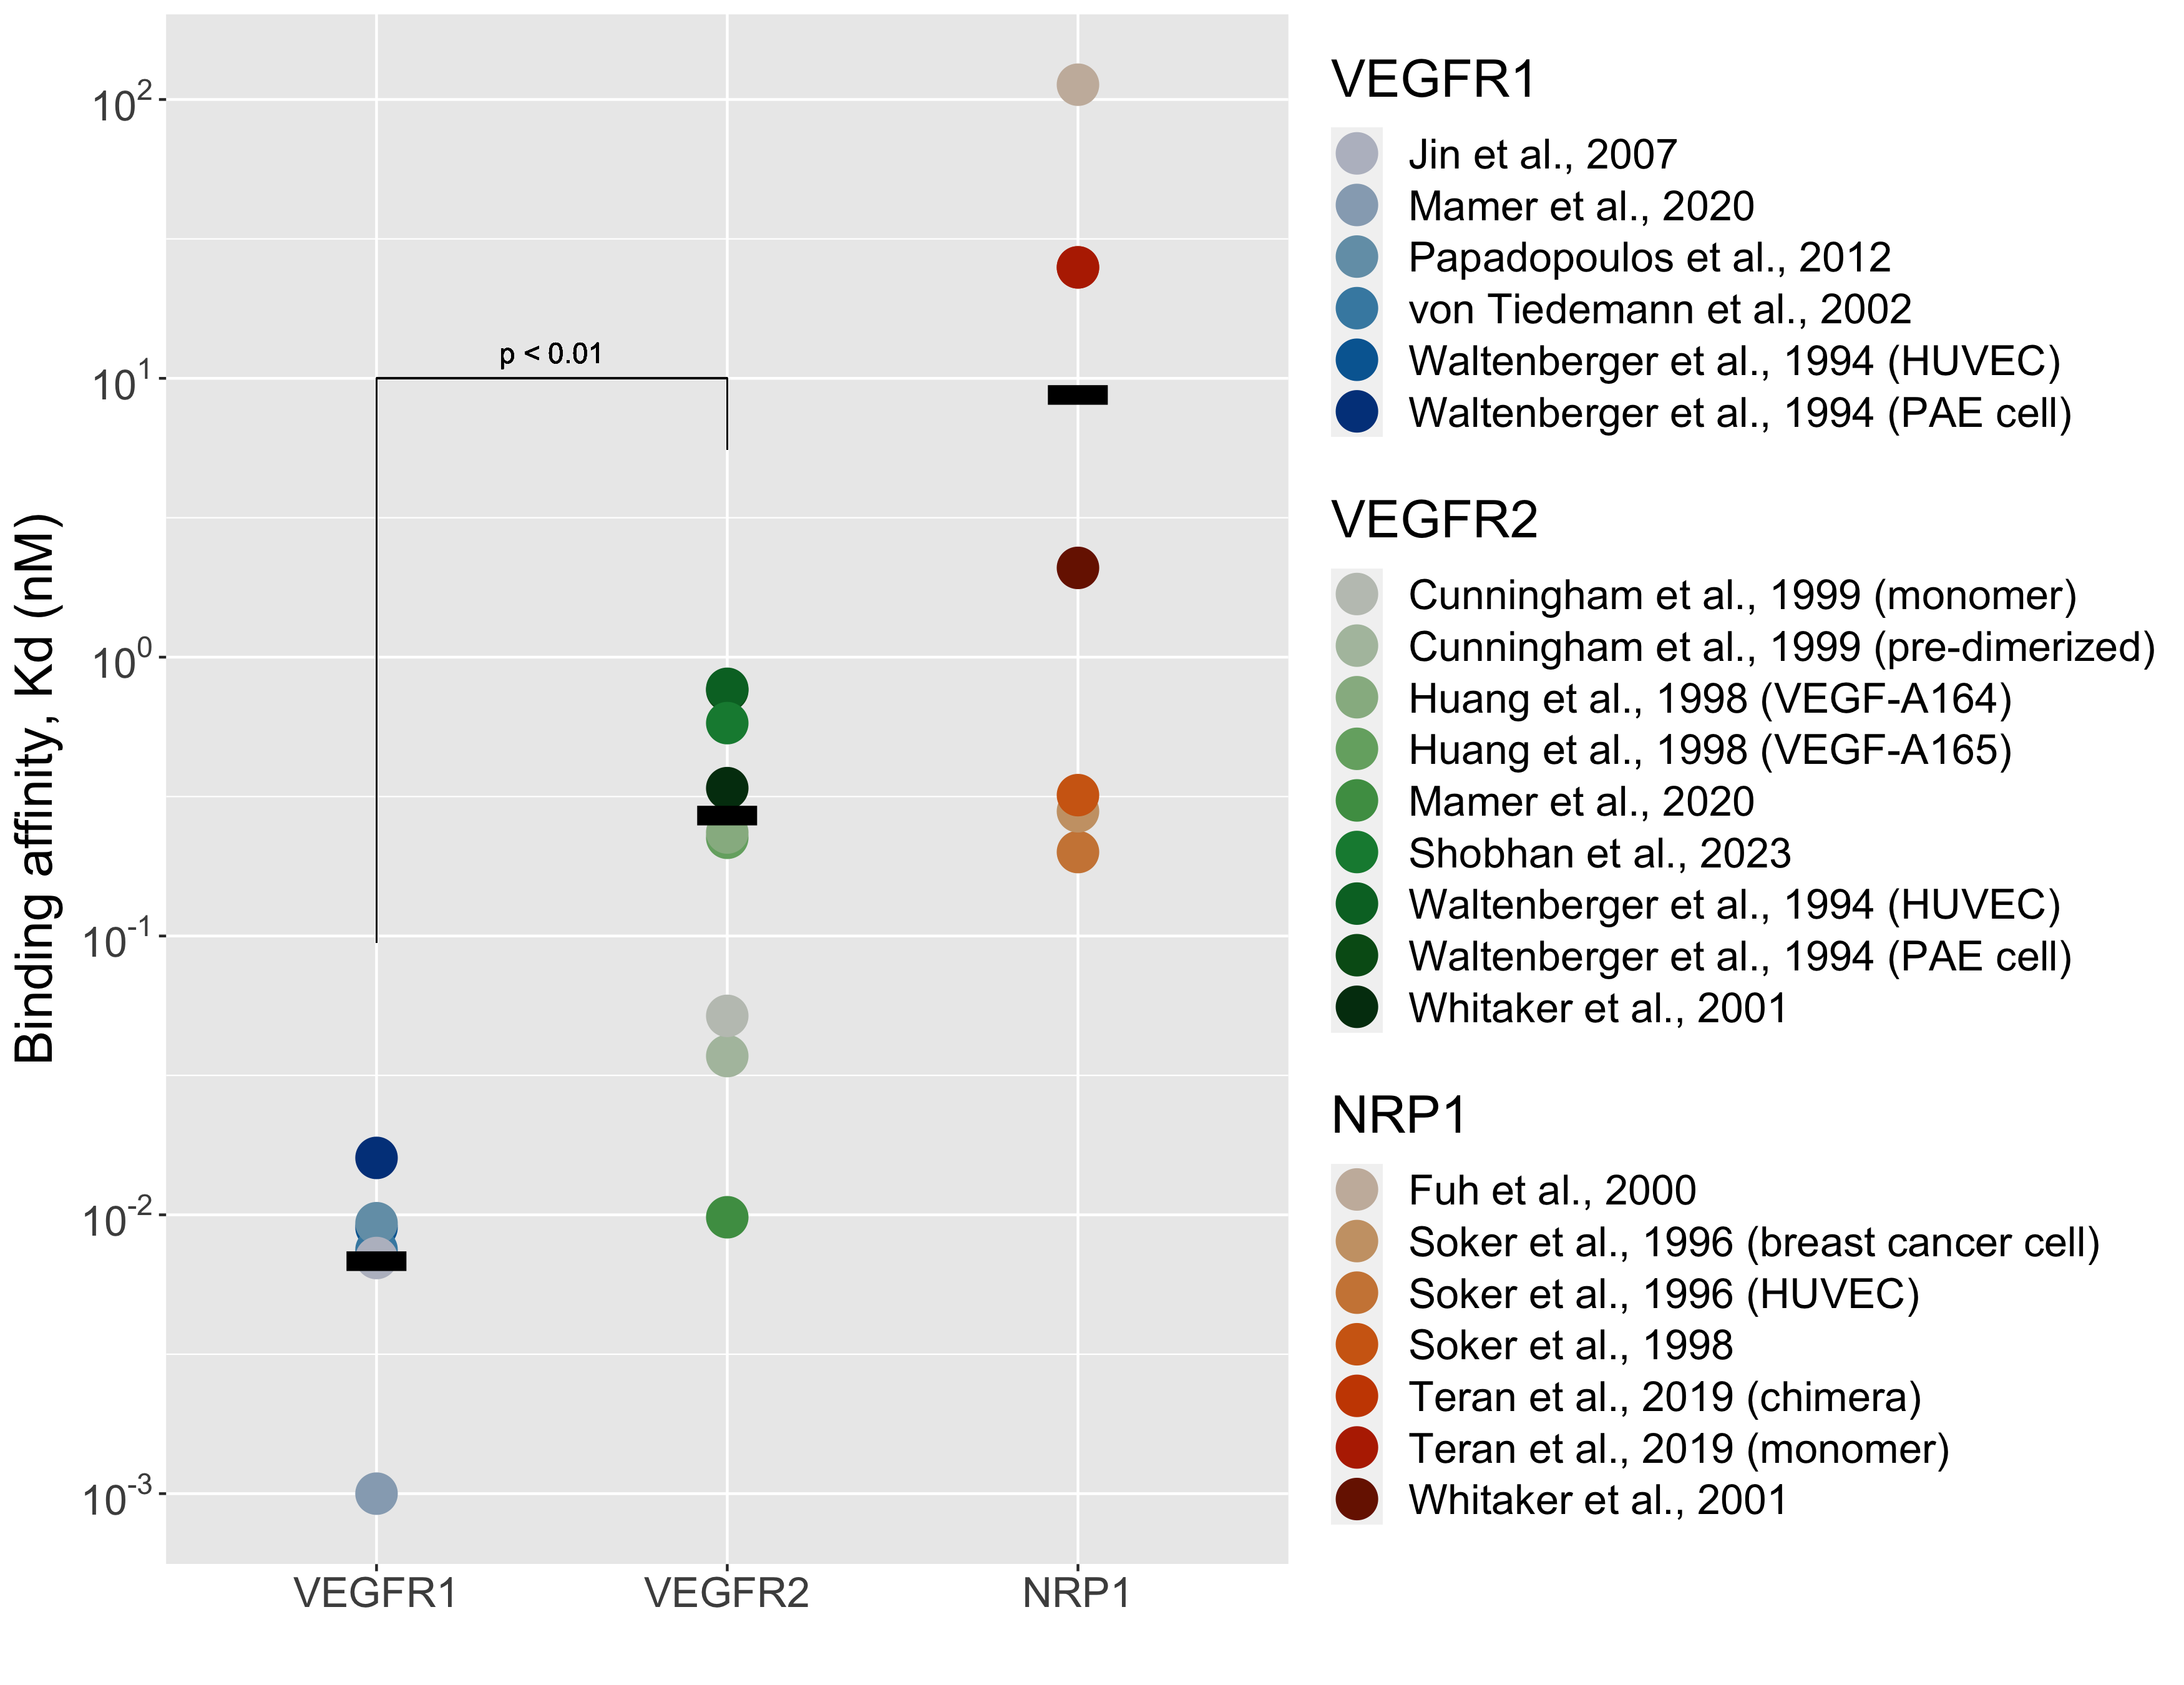 Binding affinity, Kd (nM)
10²
10¹
10⁰
10⁻¹
10⁻²
10⁻³
p < 0.01
VEGFR1
VEGFR2
NRP1
VEGFR1
Jin et al., 2007
Mamer et al., 2020
Papadopoulos et al., 2012
von Tiedemann et al., 2002
Waltenberger et al., 1994 (HUVEC)
Waltenberger et al., 1994 (PAE cell)
VEGFR2
Cunningham et al., 1999 (monomer)
Cunningham et al., 1999 (pre-dimerized)
Huang et al., 1998 (VEGF-A164)
Huang et al., 1998 (VEGF-A165)
Mamer et al., 2020
Shobhan et al., 2023
Waltenberger et al., 1994 (HUVEC)
Waltenberger et al., 1994 (PAE cell)
Whitaker et al., 2001
NRP1
Fuh et al., 2000
Soker et al., 1996 (breast cancer cell)
Soker et al., 1996 (HUVEC)
Soker et al., 1998
Teran et al., 2019 (chimera)
Teran et al., 2019 (monomer)
Whitaker et al., 2001